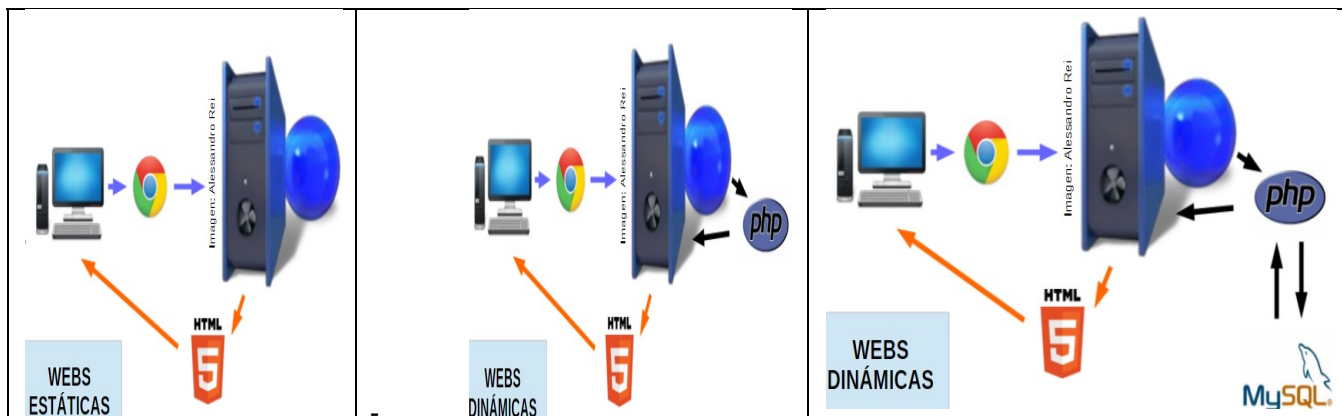 Imagen: Alessandro Rei
HTML
5
WEBS
ESTÁTICAS
Imagen: Alessandro Rei
php
HTML
5
WEBS
DINÁMICAS
Imagen: Alessandro Rei
php
HTML
5
WEBS
DINÁMICAS
MySQL®